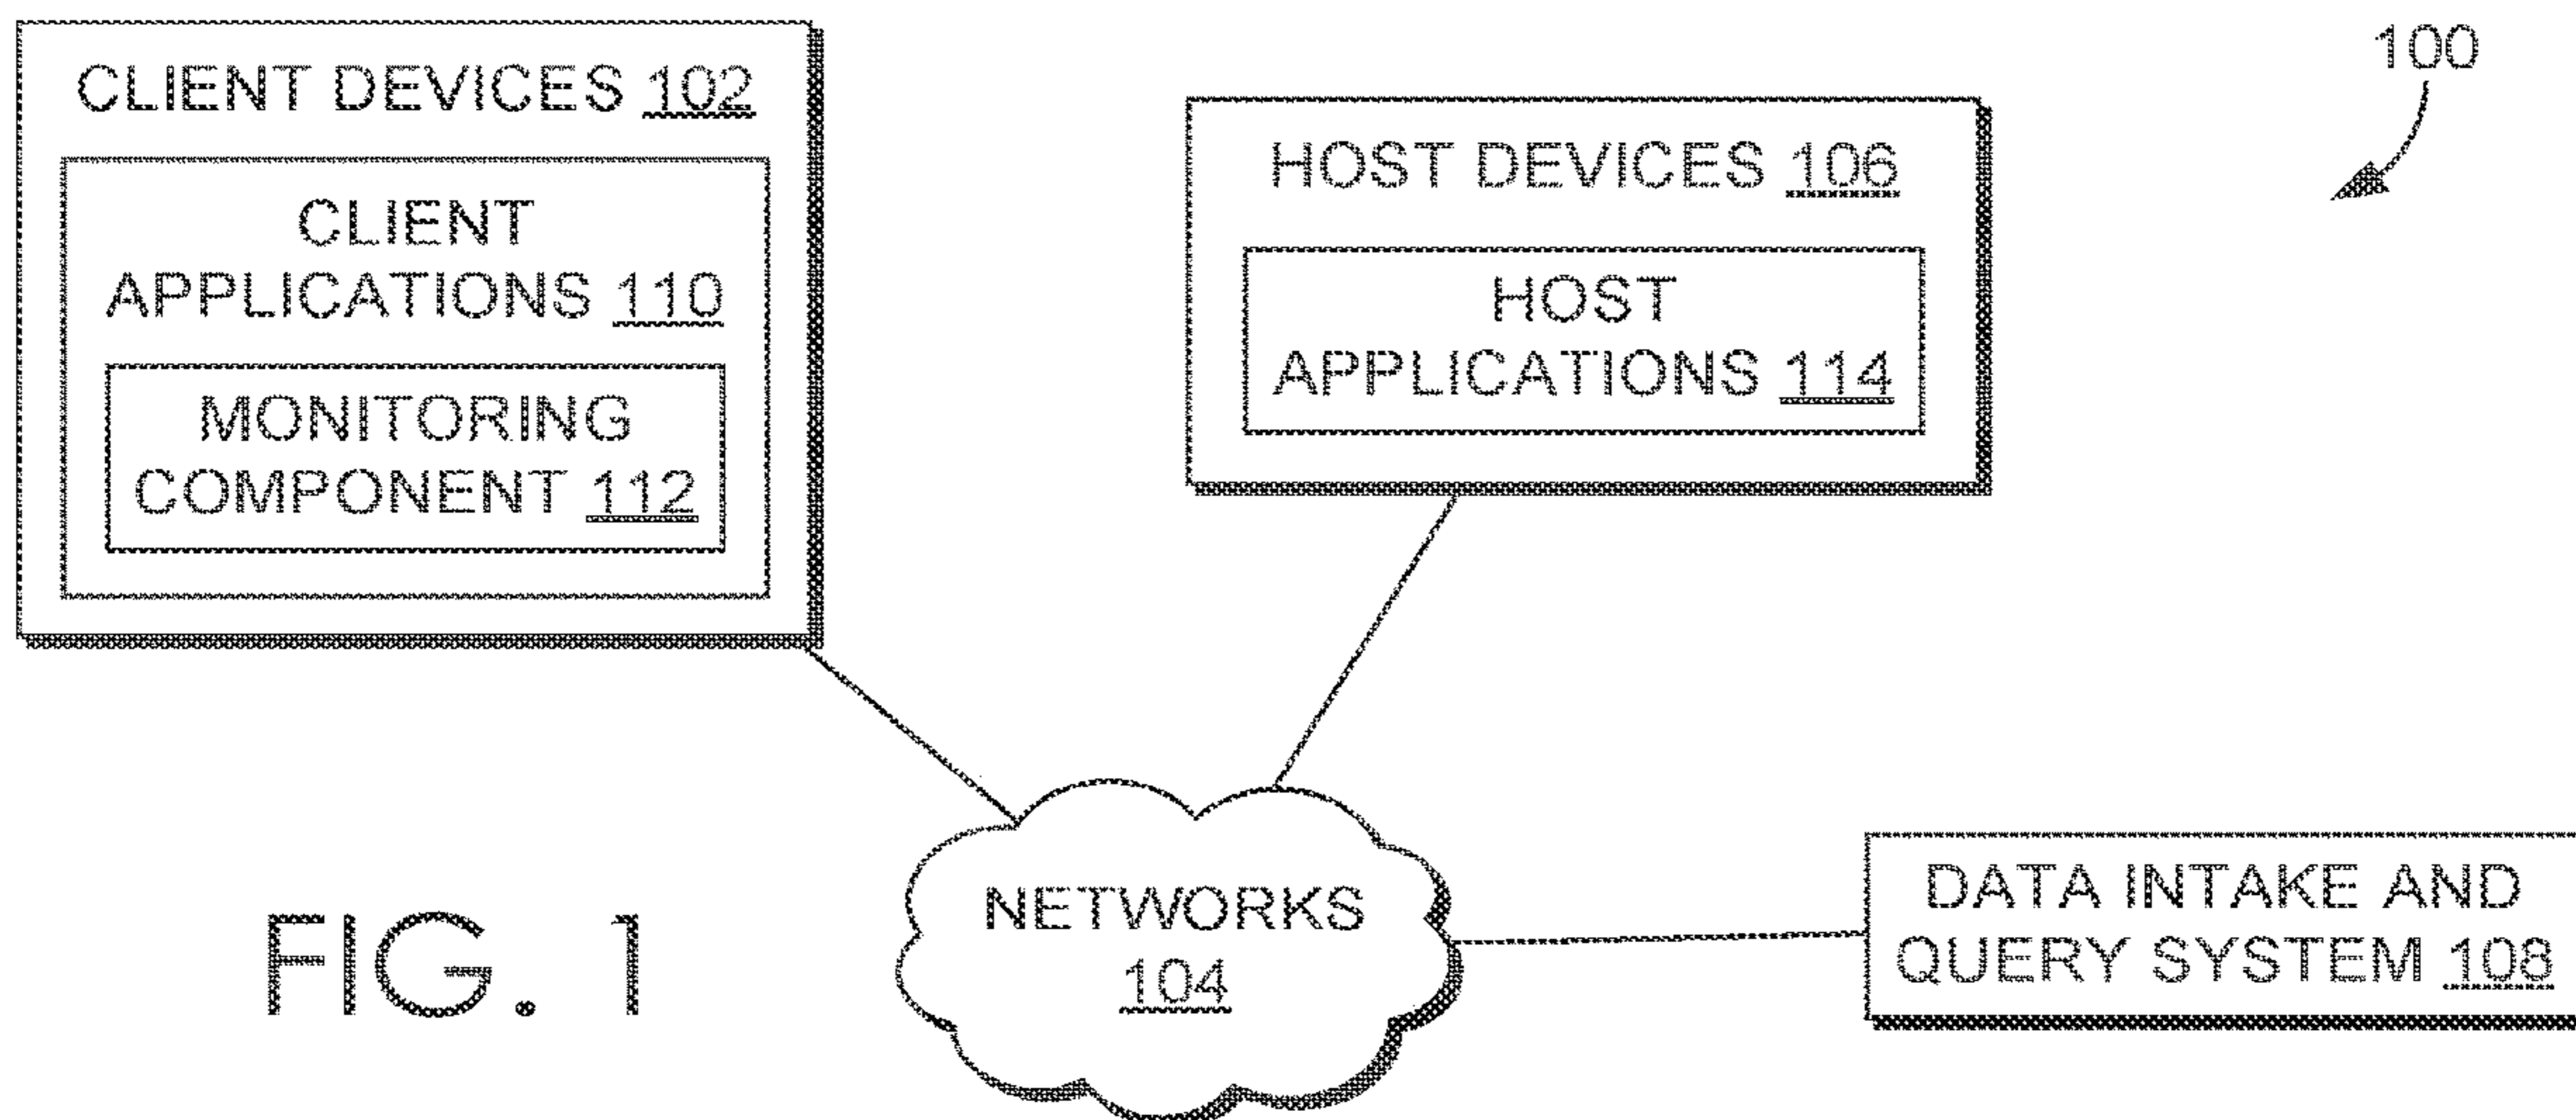 CLIENT DEVICES 102
CLIENT
APPLICATIONS 110
MONITORING
COMPONENT 112
HOST DEVICES 106
HOST
APPLICATIONS 114
100
NETWORKS
104
DATA INTAKE AND
QUERY SYSTEM 108
FIG. 1